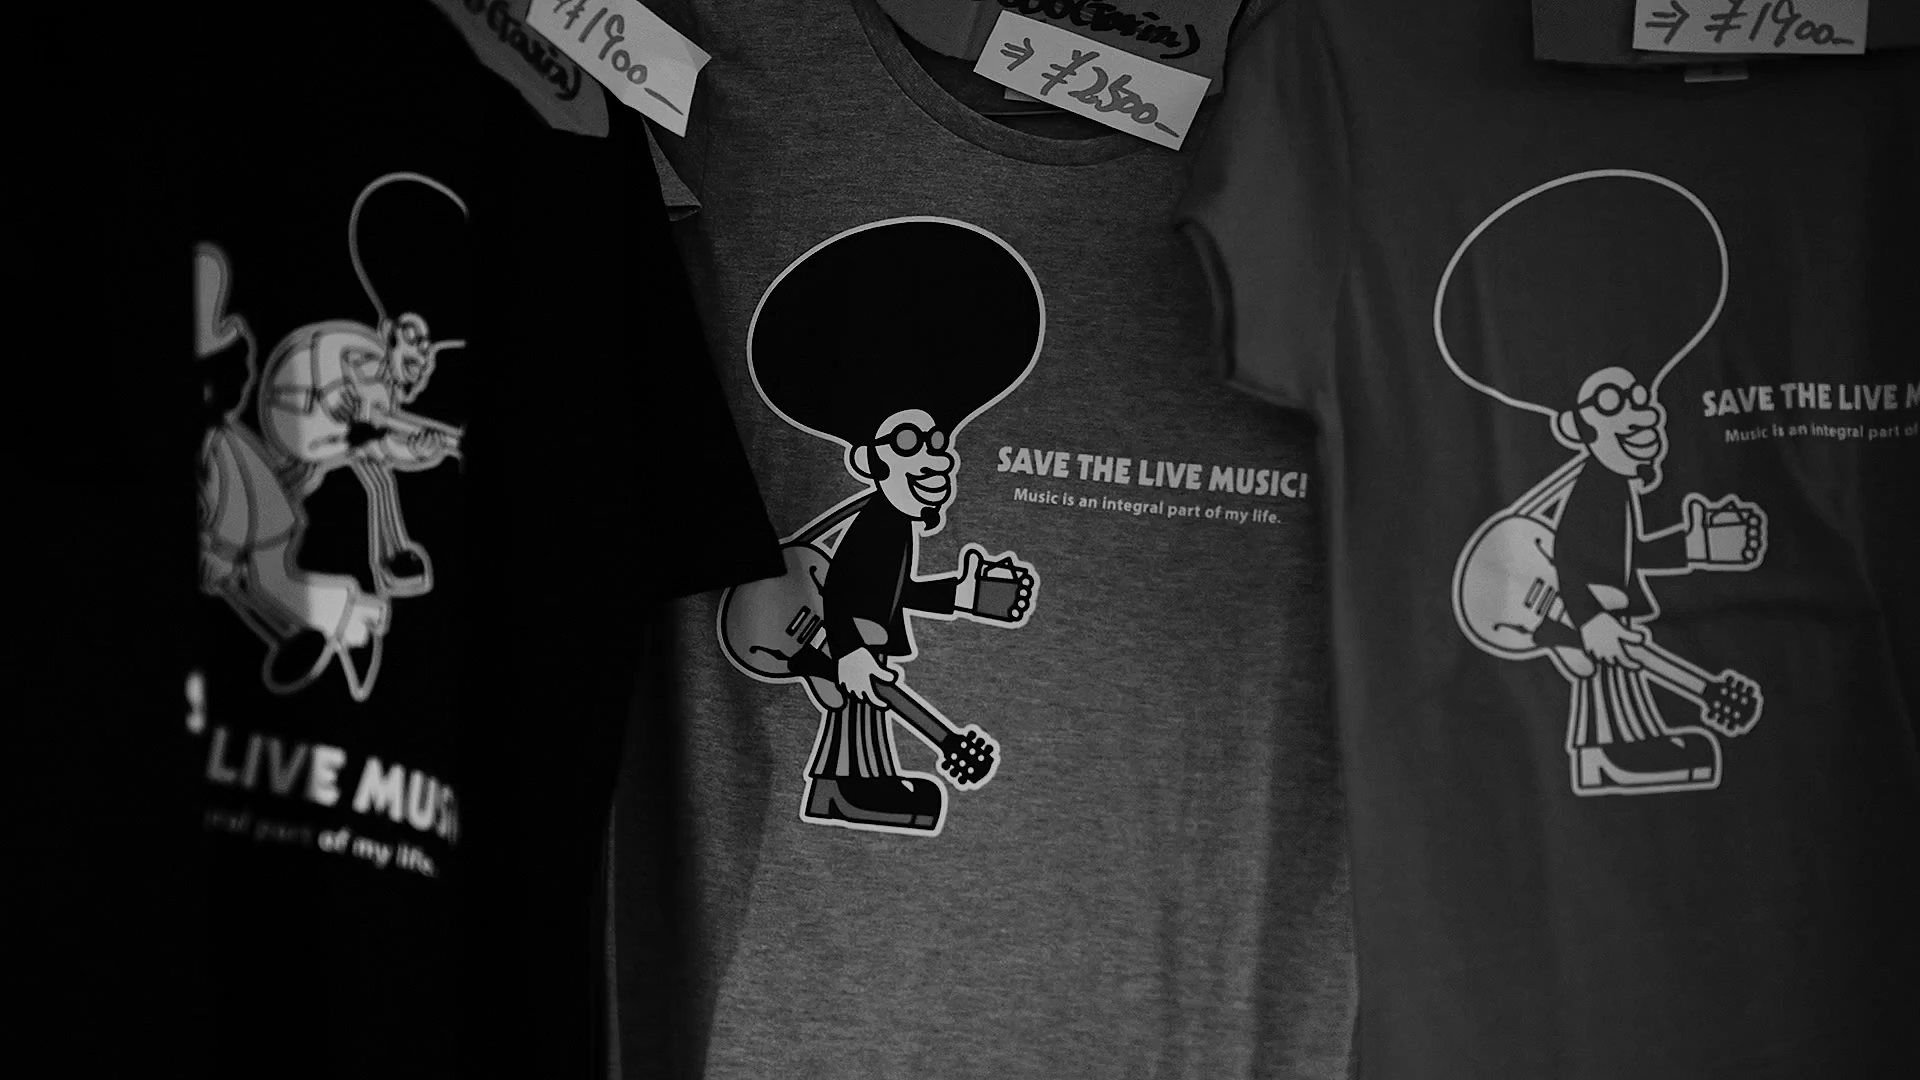 ¥1900-
⇒ ¥2500-
⇒ ¥1900-
LIVE MUS
part of my life.
SAVE THE LIVE MUSIC!
Music is an integral part of my life.
SAVE THE LIVE M
Music is an integral part of